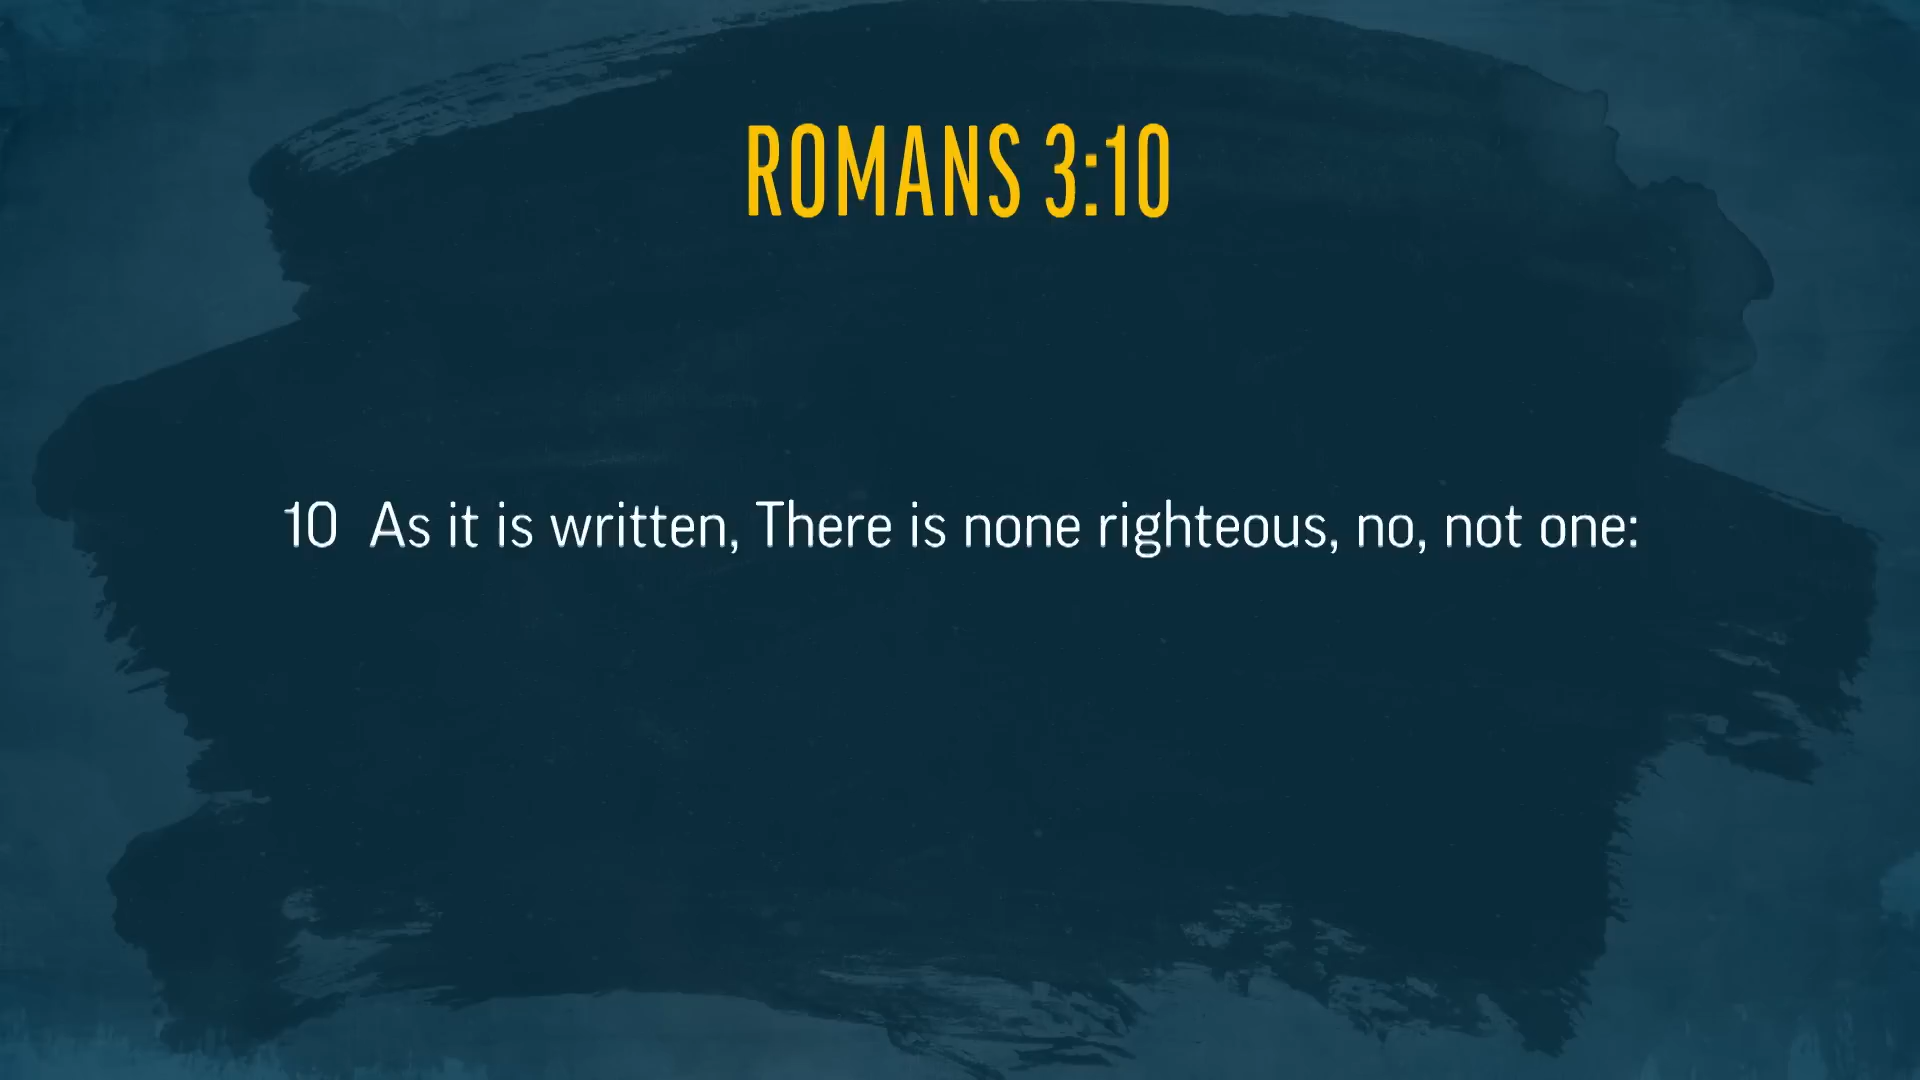 ROMANS 3:10
10 As it is written, There is none righteous, no, not one: